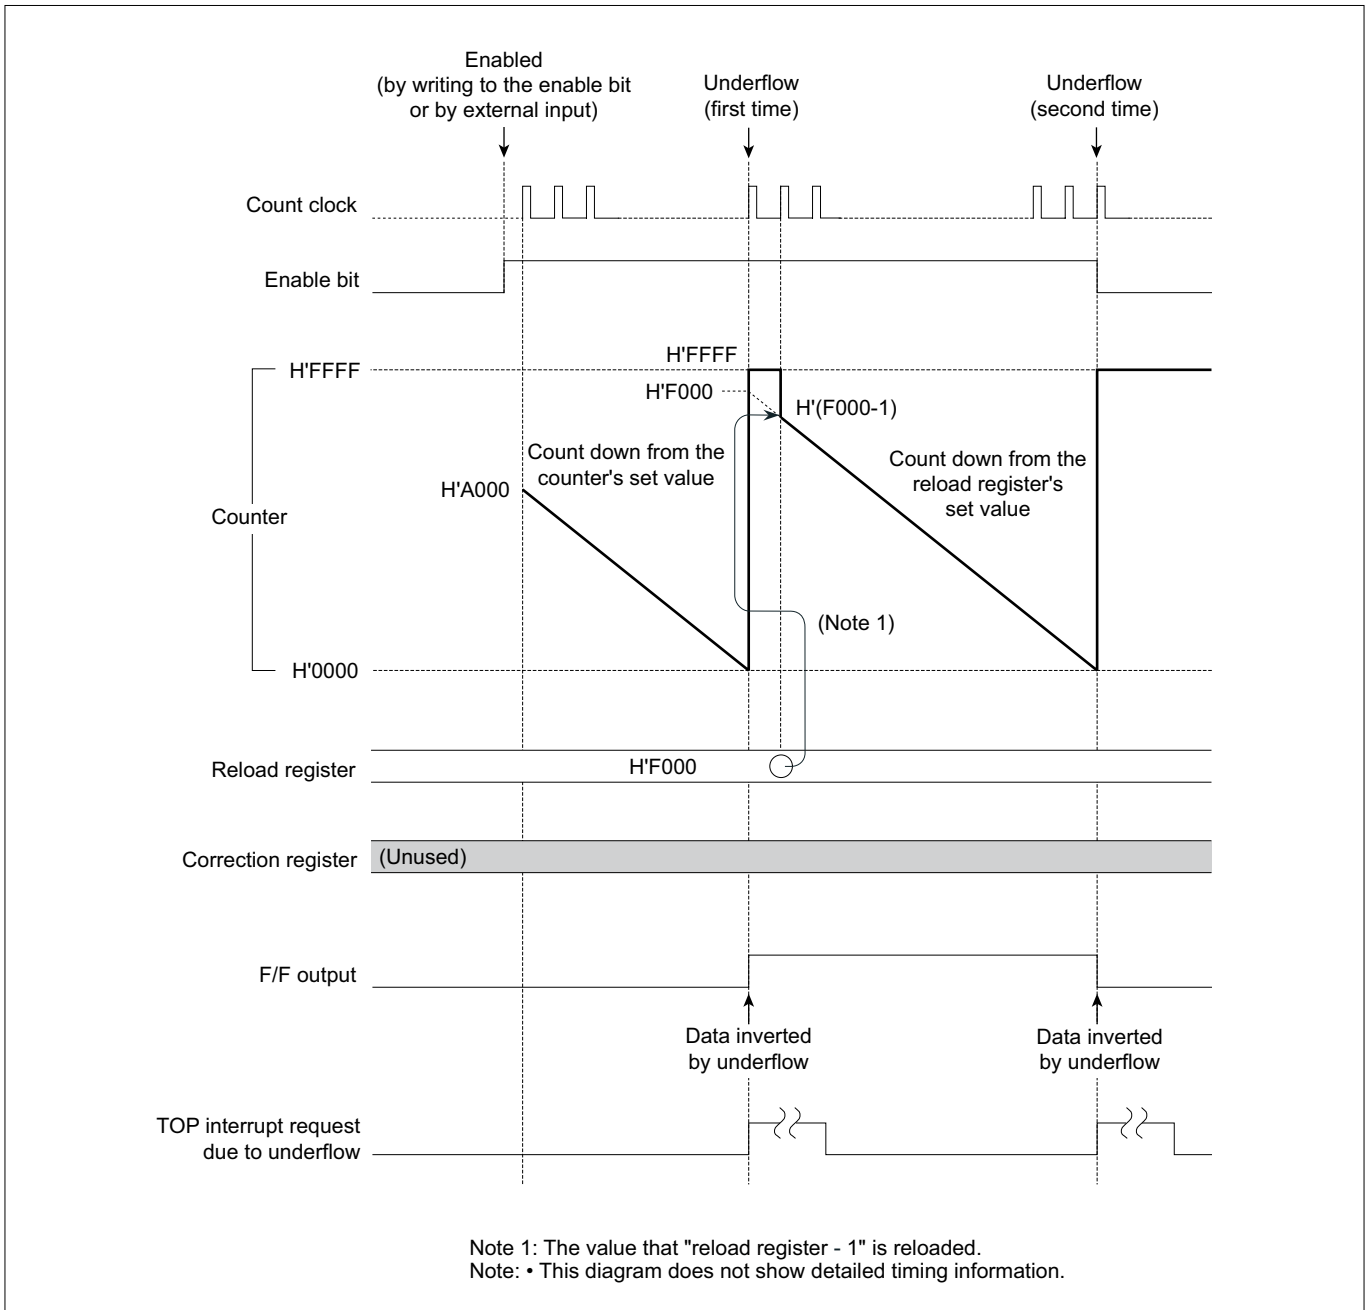 Enabled
(by writing to the enable bit
or by external input)
Underflow
(first time)
Underflow
(second time)
Count clock
Enable bit
H'FFFF
H'FFFF
H'F000
H'(F000-1)
Count down from the
counter's set value
Count down from the
reload register's
set value
H'A000
Counter
(Note 1)
H'0000
Reload register
H'F000
Correction register
(Unused)
F/F output
Data inverted
by underflow
Data inverted
by underflow
TOP interrupt request
due to underflow
Note 1: The value that "reload register - 1" is reloaded.
Note: • This diagram does not show detailed timing information.